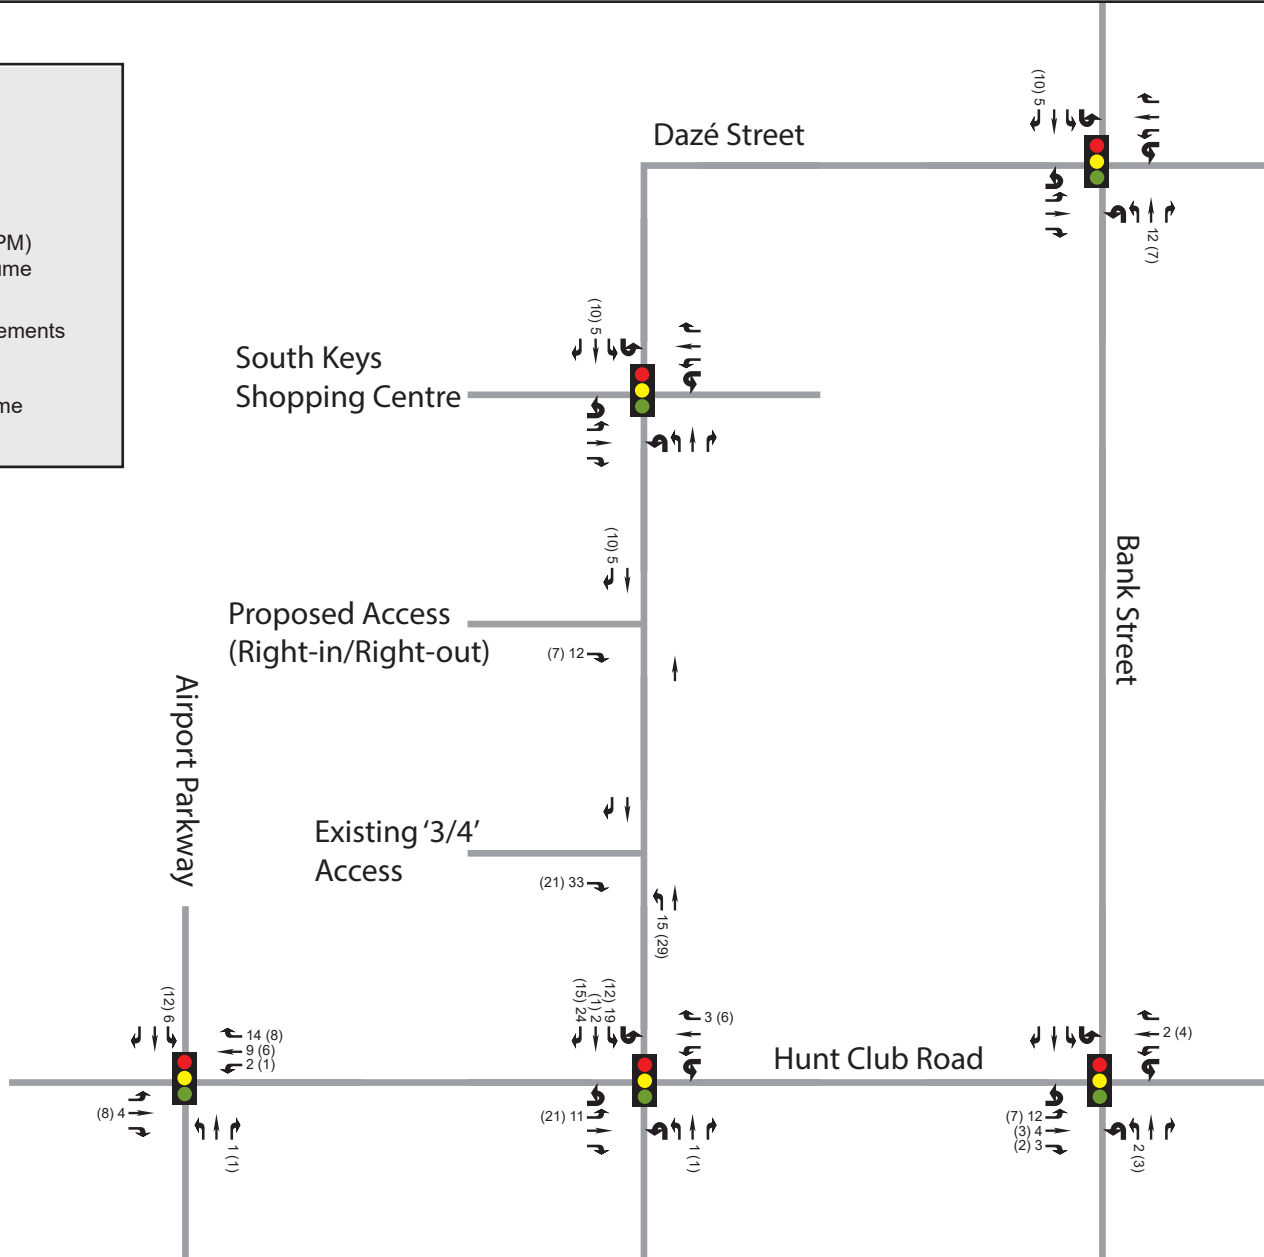 PM)
ume
ements
me
(10) 5
Dazé Street
12 (7)
(10) 5
South Keys
Shopping Centre
(10) 5
Bank Street
Proposed Access
(Right-in/Right-out)
(7) 12
Airport Parkway
Existing ‘3/4’
Access
(21) 33
15 (29)
(12) 6
14 (8)
9 (6)
2 (1)
(8) 4
1 (1)
(15) 24
(1) 2
(12) 19
3 (6)
Hunt Club Road
(21) 11
1 (1)
2 (4)
(7) 12
(3) 4
(2) 3
2 (3)